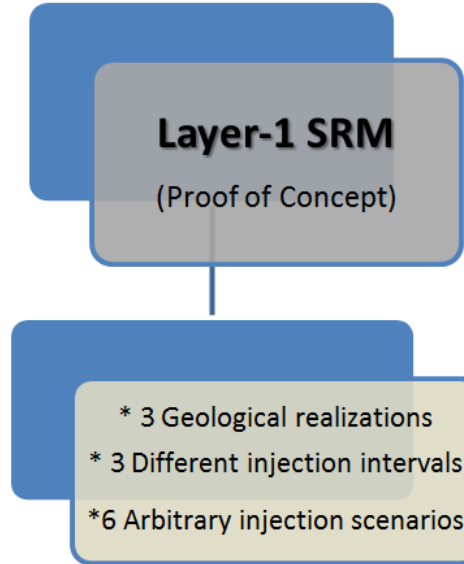 Layer-1 SRM
(Proof of Concept)
* 3 Geological realizations
* 3 Different injection intervals
*6 Arbitrary injection scenarios